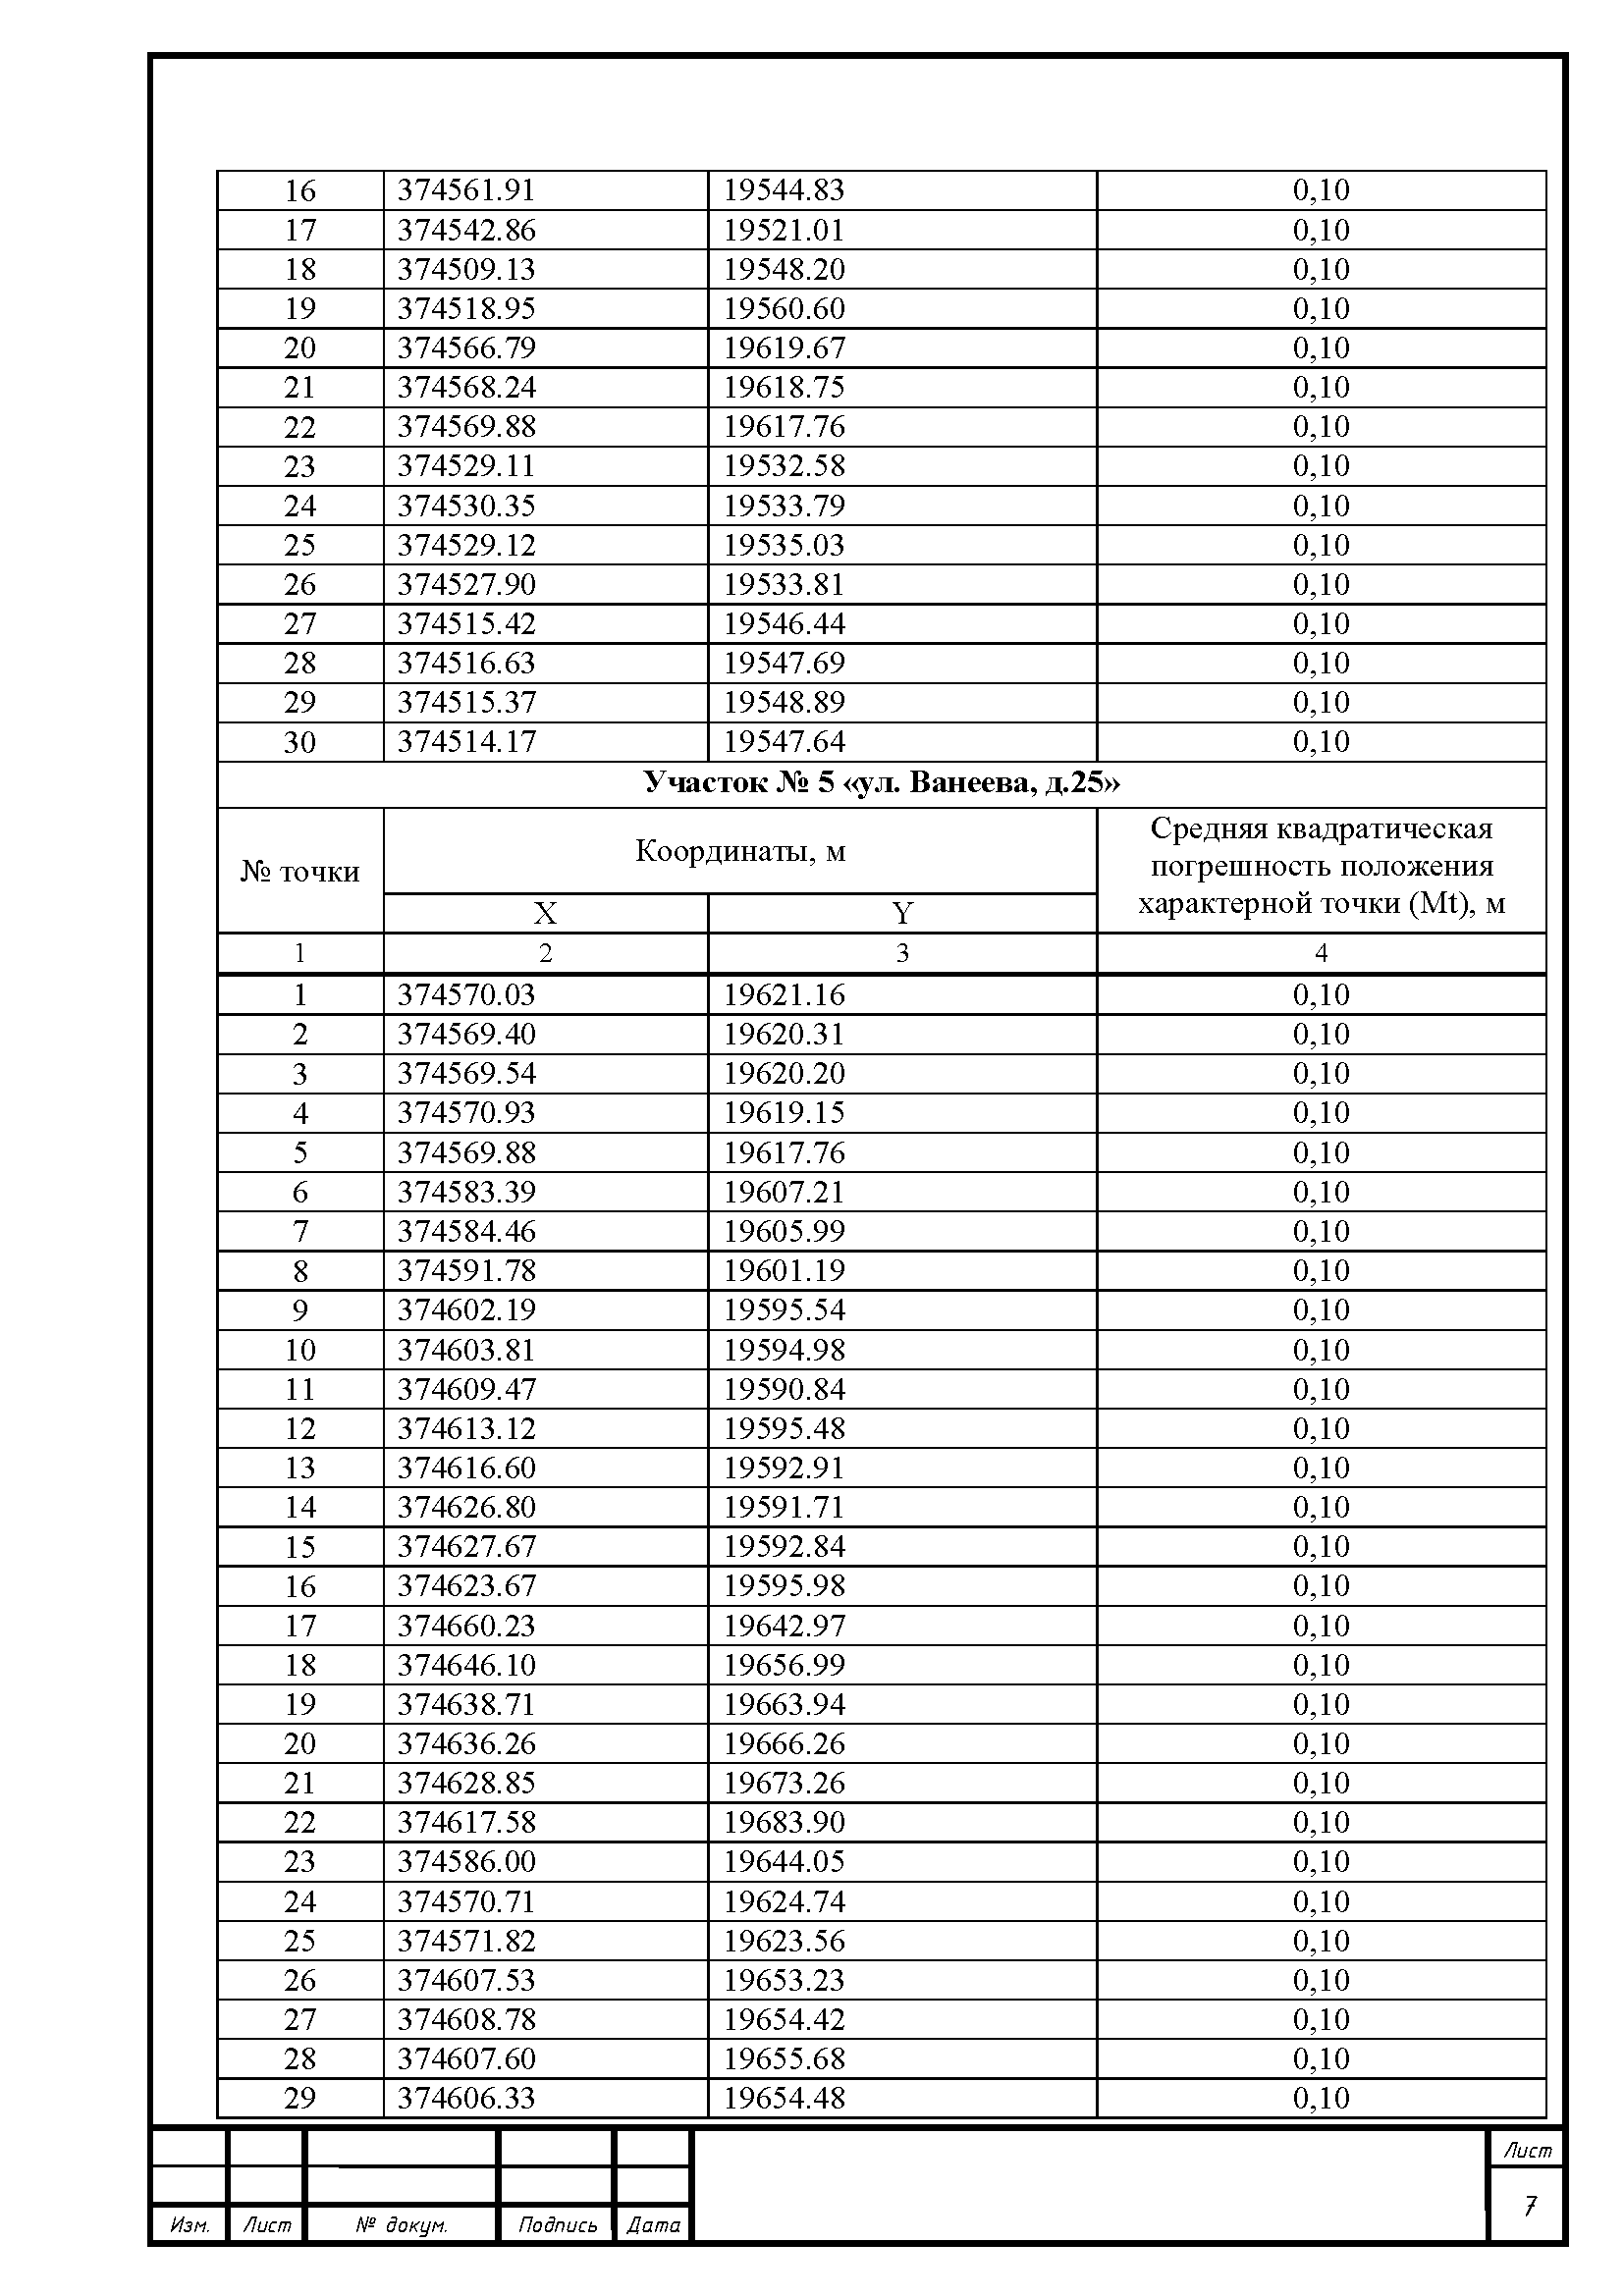 16 374561.91 19544.83 0,10
17 374542.86 19521.01 0,10
18 374509.13 19548.20 0,10
19 374518.95 19560.60 0,10
20 374566.79 19619.67 0,10
21 374568.24 19618.75 0,10
22 374569.88 19617.76 0,10
23 374529.11 19532.58 0,10
24 374530.35 19533.79 0,10
25 374529.12 19535.03 0,10
26 374527.90 19533.81 0,10
27 374515.42 19546.44 0,10
28 374516.63 19547.69 0,10
29 374515.37 19548.89 0,10
30 374514.17 19547.64 0,10
Участок № 5 «ул. Ванеева, д.25»
№ точки
Координаты, м
Средняя квадратическая
погрешность положения
характерной точки (Mt), м
X Y
1 2 3 4
1 374570.03 19621.16 0,10
2 374569.40 19620.31 0,10
3 374569.54 19620.20 0,10
4 374570.93 19619.15 0,10
5 374569.88 19617.76 0,10
6 374583.39 19607.21 0,10
7 374584.46 19605.99 0,10
8 374591.78 19601.19 0,10
9 374602.19 19595.54 0,10
10 374603.81 19594.98 0,10
11 374609.47 19590.84 0,10
12 374613.12 19595.48 0,10
13 374616.60 19592.91 0,10
14 374626.80 19591.71 0,10
15 374627.67 19592.84 0,10
16 374623.67 19595.98 0,10
17 374660.23 19642.97 0,10
18 374646.10 19656.99 0,10
19 374638.71 19663.94 0,10
20 374636.26 19666.26 0,10
21 374628.85 19673.26 0,10
22 374617.58 19683.90 0,10
23 374586.00 19644.05 0,10
24 374570.71 19624.74 0,10
25 374571.82 19623.56 0,10
26 374607.53 19653.23 0,10
27 374608.78 19654.42 0,10
28 374607.60 19655.68 0,10
29 374606.33 19654.48 0,10
Лист
7
Изм. Лист № докум. Подпись Дата